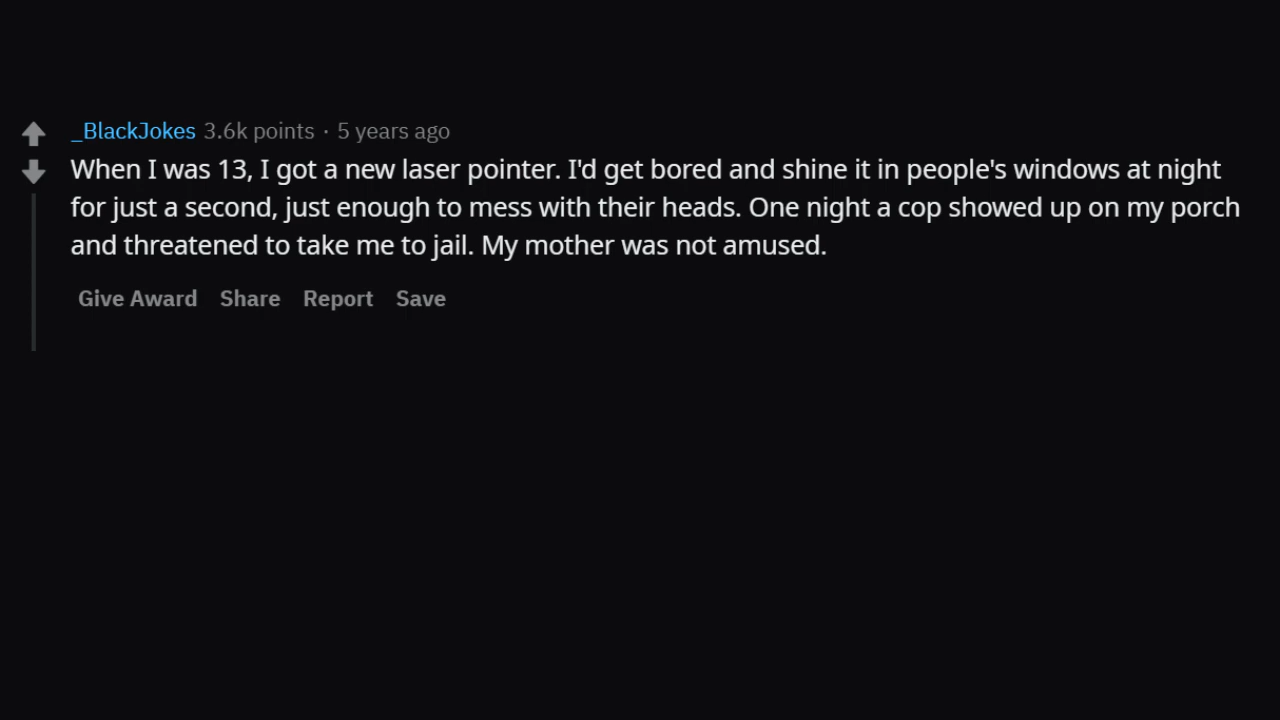 _BlackJokes 3.6k points · 5 years ago
When I was 13, I got a new laser pointer. I'd get bored and shine it in people's windows at night
for just a second, just enough to mess with their heads. One night a cop showed up on my porch
and threatened to take me to jail. My mother was not amused.
Give Award Share Report Save